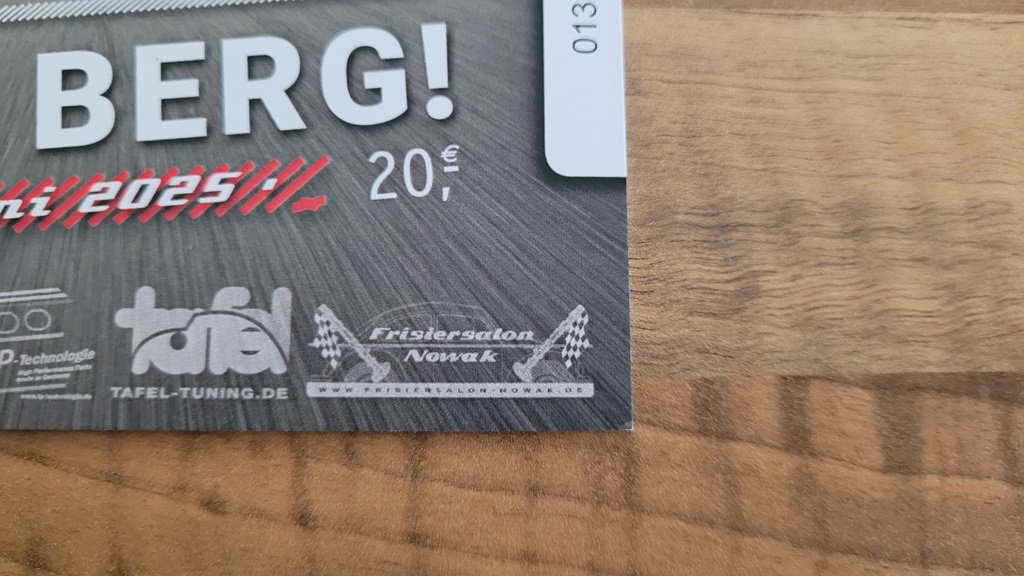 BERG!
013
20,-€
ni 2025
P-Technologie
tafel
TAFEL-TUNING.DE
Frisiersalon
Nowak
WWW.FRISIERSALON-NOWAK.DE